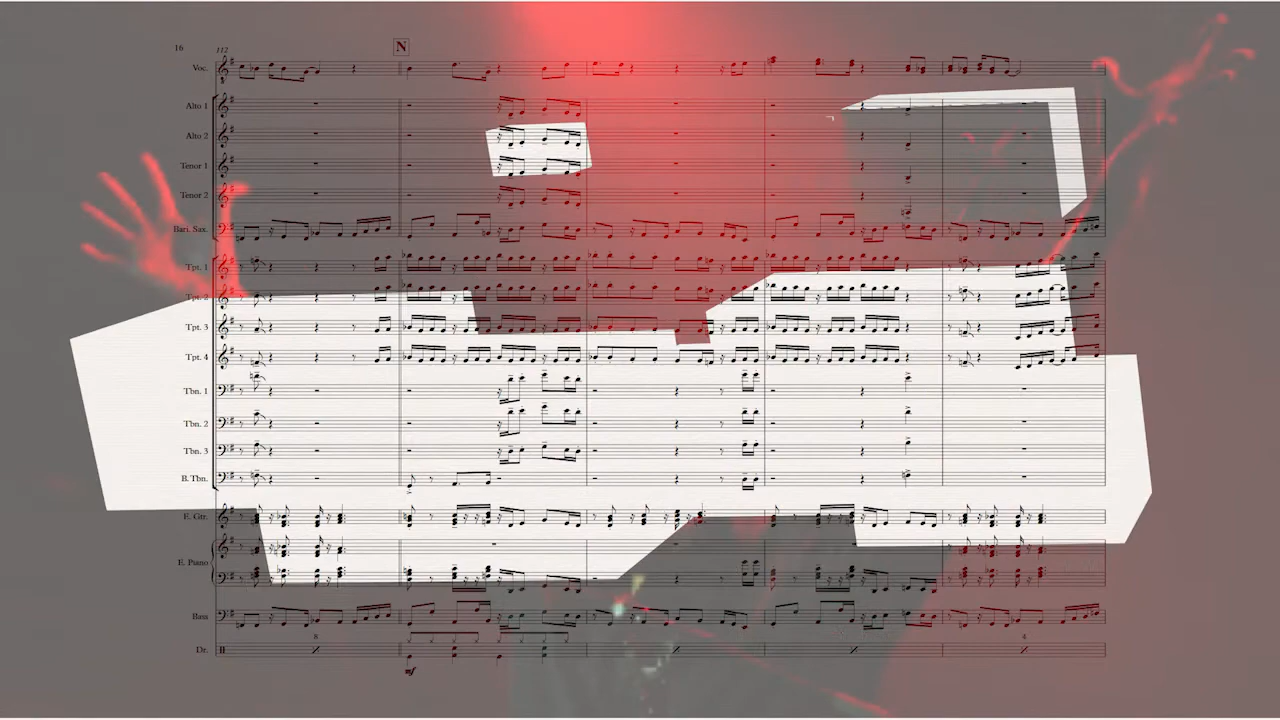 16
112
N
Voc.
Alto 1
Alto 2
Tenor 1
Tenor 2
Bari. Sax.
Tpt. 1
Tpt. 2
Tpt. 3
Tpt. 4
Tbn. 1
Tbn. 2
Tbn. 3
B. Tbn.
E. Gtr.
E. Piano
Bass
8
4
Dr.
mf